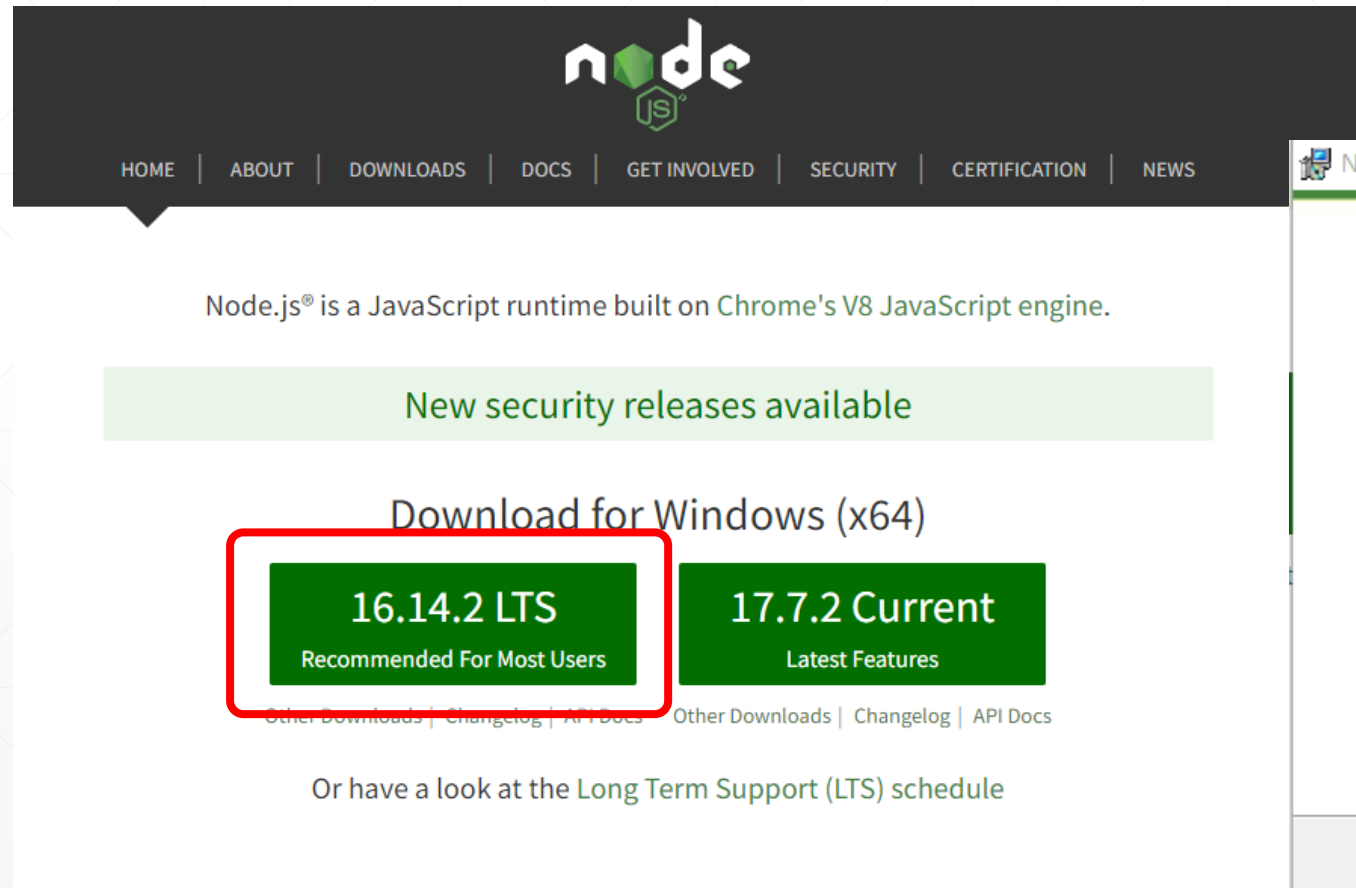 node
JS
HOME | ABOUT | DOWNLOADS | DOCS | GET INVOLVED | SECURITY | CERTIFICATION | NEWS
N
Node.js® is a JavaScript runtime built on Chrome's V8 JavaScript engine.
New security releases available
Download for Windows (x64)
16.14.2 LTS
Recommended For Most Users
17.7.2 Current
Latest Features
Other Downloads | Changelog | API Docs
Other Downloads | Changelog | API Docs
Or have a look at the Long Term Support (LTS) schedule